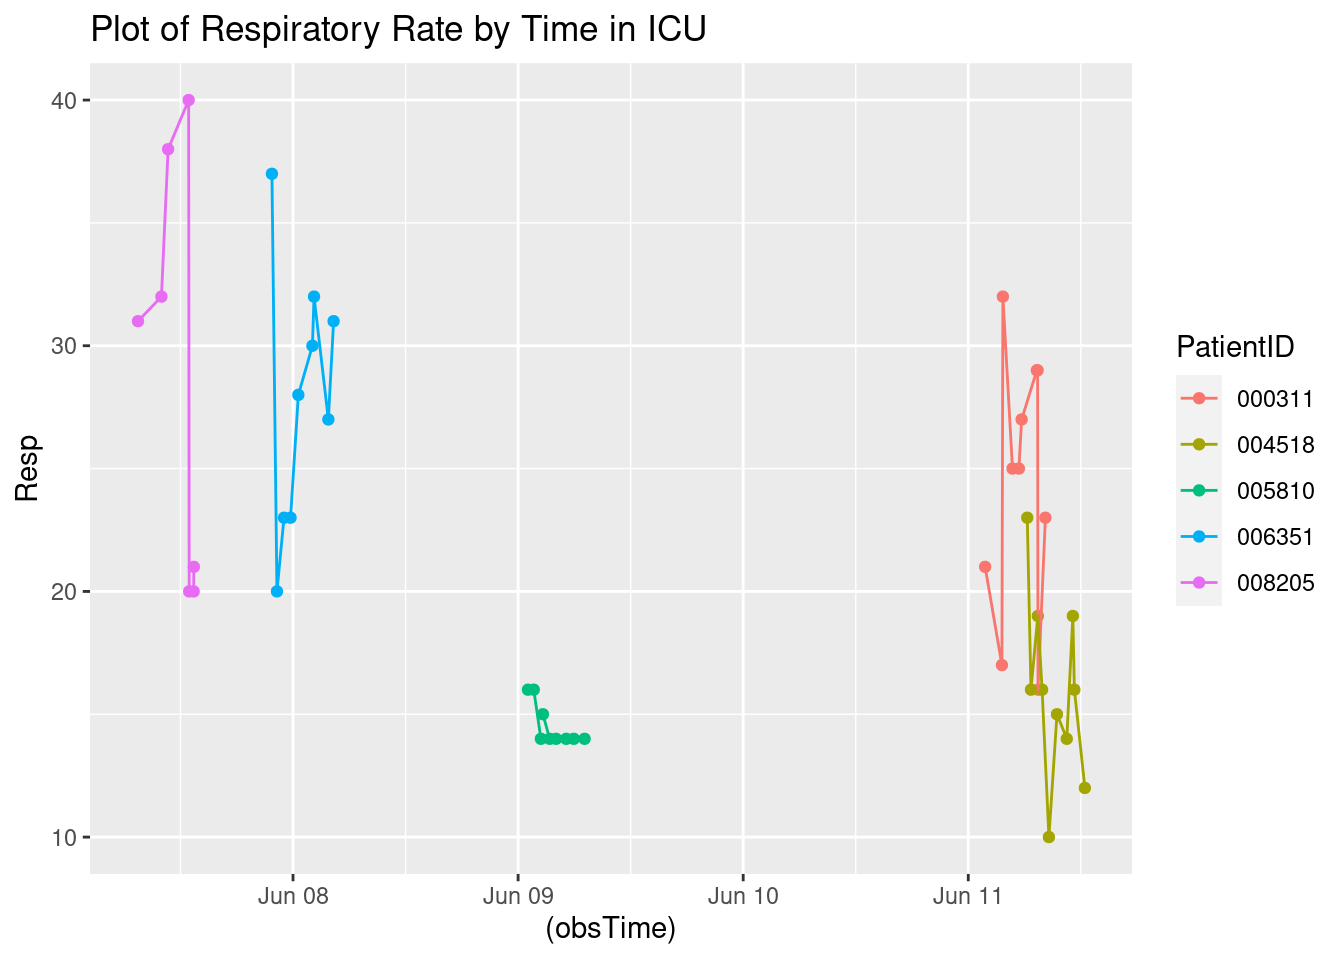 Plot of Respiratory Rate by Time in ICU
40
30
20
10
Resp
Jun 08
Jun 09
Jun 10
Jun 11
(obsTime)
PatientID
000311
004518
005810
006351
008205